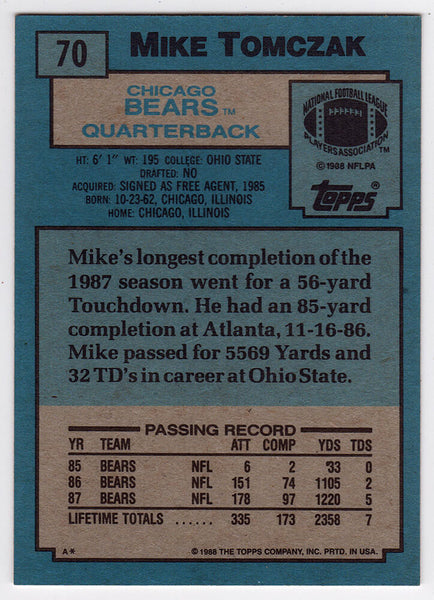 70
MIKE TOMCZAK
CHICAGO
BEARS™
QUARTERBACK
NATIONAL FOOTBALL LEAGUE
PLAYERS ASSOCIATION™
©1988 NFLPA
TOPPS®
HT: 6' 1" WT: 195 COLLEGE: OHIO STATE
DRAFTED: NO
ACQUIRED: SIGNED AS FREE AGENT, 1985
BORN: 10-23-62, CHICAGO, ILLINOIS
HOME: CHICAGO, ILLINOIS
Mike's longest completion of the
1987 season went for a 56-yard
Touchdown. He had an 85-yard
completion at Atlanta, 11-16-86.
Mike passed for 5569 Yards and
32 TD's in career at Ohio State.
PASSING RECORD
YR TEAM ATT COMP YDS TDS
85 BEARS NFL 6 2 33 0
86 BEARS NFL 151 74 1105 2
87 BEARS NFL 178 97 1220 5
LIFETIME TOTALS ...... 335 173 2358 7
A* ©1988 THE TOPPS COMPANY, INC. PRTD. IN USA.